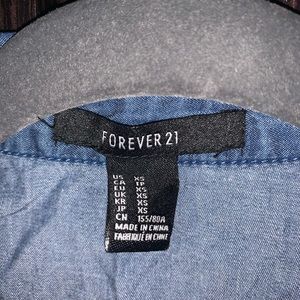 FOREVER 21
US XS
CA TP
EU XS
UK XS
KR XS
JP XS
CN 155/80A
MADE IN CHINA
FABRIQUÉ EN CHINE